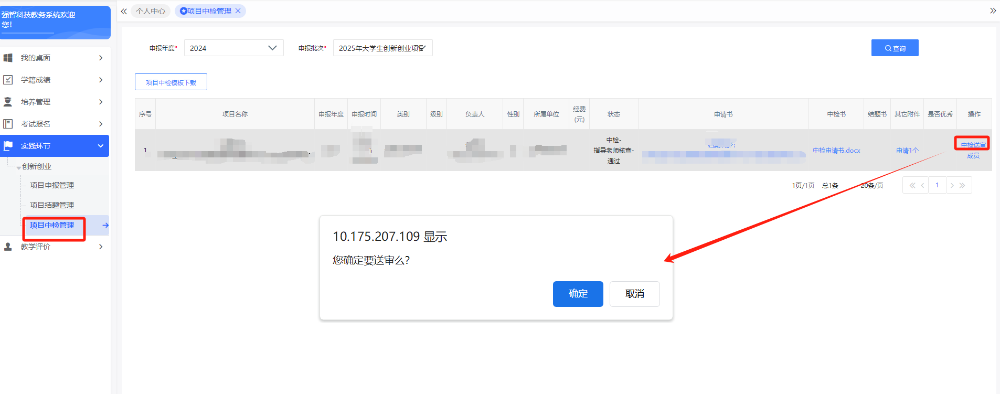 强智科技教务系统欢迎
您!
个人中心
项目中检管理
我的桌面
学籍成绩
培养管理
考试报名
实践环节
创新创业
项目申报管理
项目结题管理
项目中检管理
教学评价
申报年度*
2024
申报批次*
2025年大学生创新创业项目
查询
项目中检模板下载
序号
项目名称
申报年度
申报时间
类别
级别
负责人
性别
所属单位
经费
(元)
状态
申请书
中检书
结题书
其它附件
是否优秀
操作
1
中检-
指导老师核查-
通过
中检申请书.docx
申请1个
中检送审
成员
1页/1页
总1条
20条/页
1
10.175.207.109 显示
您确定要送审么?
确定
取消